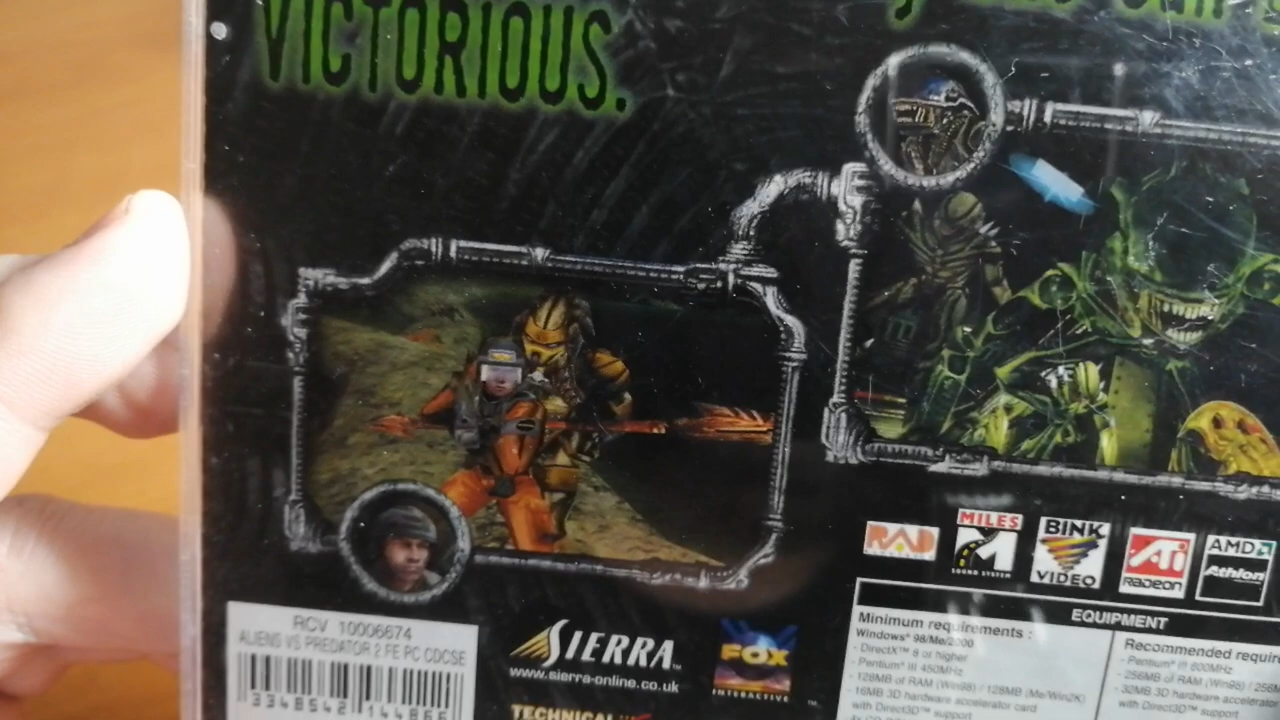 VICTORIOUS.
RAD
MILES
SOUND SYSTEM
BINK
VIDEO
ATi
RADEON
AMD
Athlon
RCV 10006674
ALIENS VS PREDATOR 2 FE PC CDCSE
3348542 144866
SIERRA™
www.sierra-online.co.uk
FOX
INTERACTIVE
™
TECHNICAL
EQUIPMENT
Minimum requirements :
Windows® 98/Me/2000
- DirectX™ 8 or higher
- Pentium® III 450MHz
- 128MB of RAM (Win98) / 128MB (Me/Win2K)
- 16MB 3D hardware accelerator card
with Direct3D™ support
Recommended requir
- Pentium® III 800MHz
- 256MB of RAM (Win98) / 256M
- 32MB 3D hardware accelerator
with Direct3D™ support